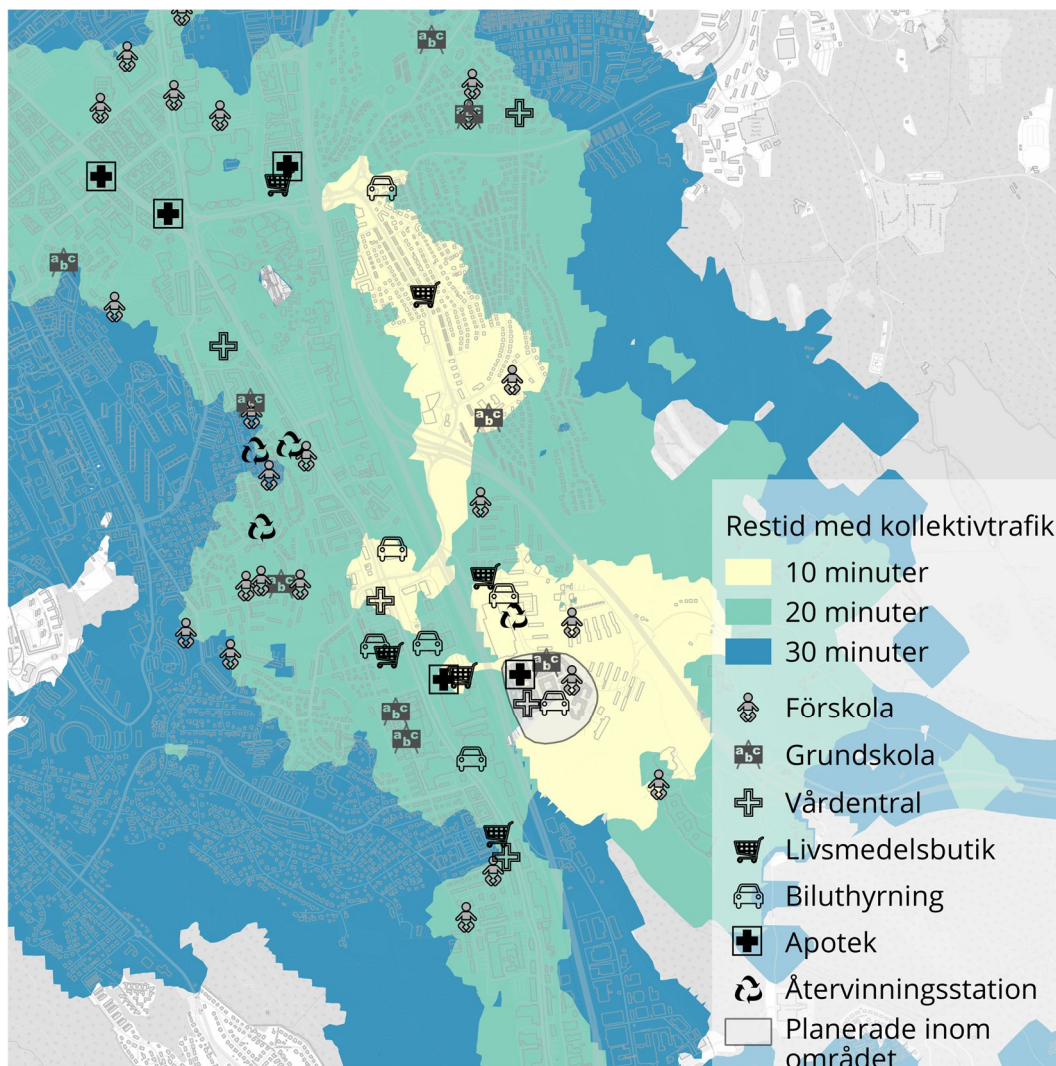 Restid med kollektivtrafik
10 minuter
20 minuter
30 minuter
Förskola
Grundskola
Vårdentral
Livsmedelsbutik
Biluthyrning
Apotek
Återvinningsstation
Planerade inom
området
a b c
a b c
a b c
a b c
a b c
a b c
a b c
a b c
a b c
a b c